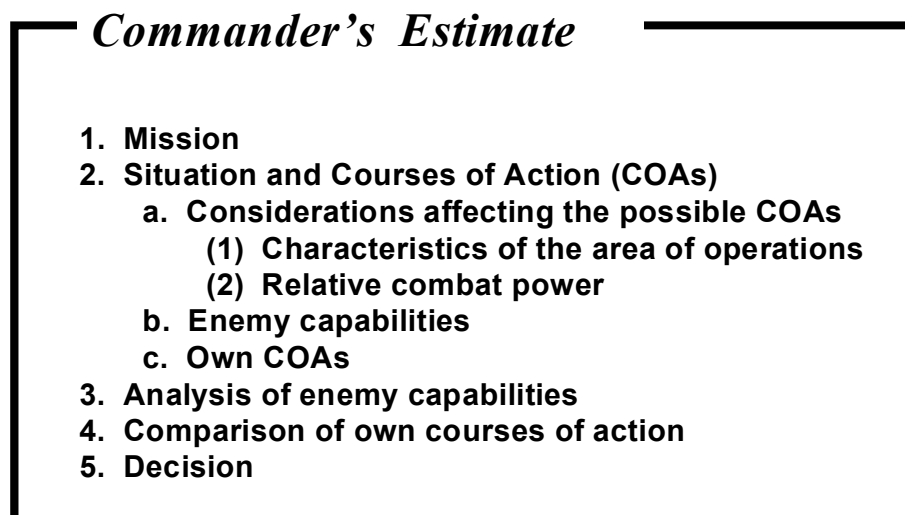 Commander's Estimate
1. Mission
2. Situation and Courses of Action (COAs)
a. Considerations affecting the possible COAs
(1) Characteristics of the area of operations
(2) Relative combat power
b. Enemy capabilities
c. Own COAs
3. Analysis of enemy capabilities
4. Comparison of own courses of action
5. Decision